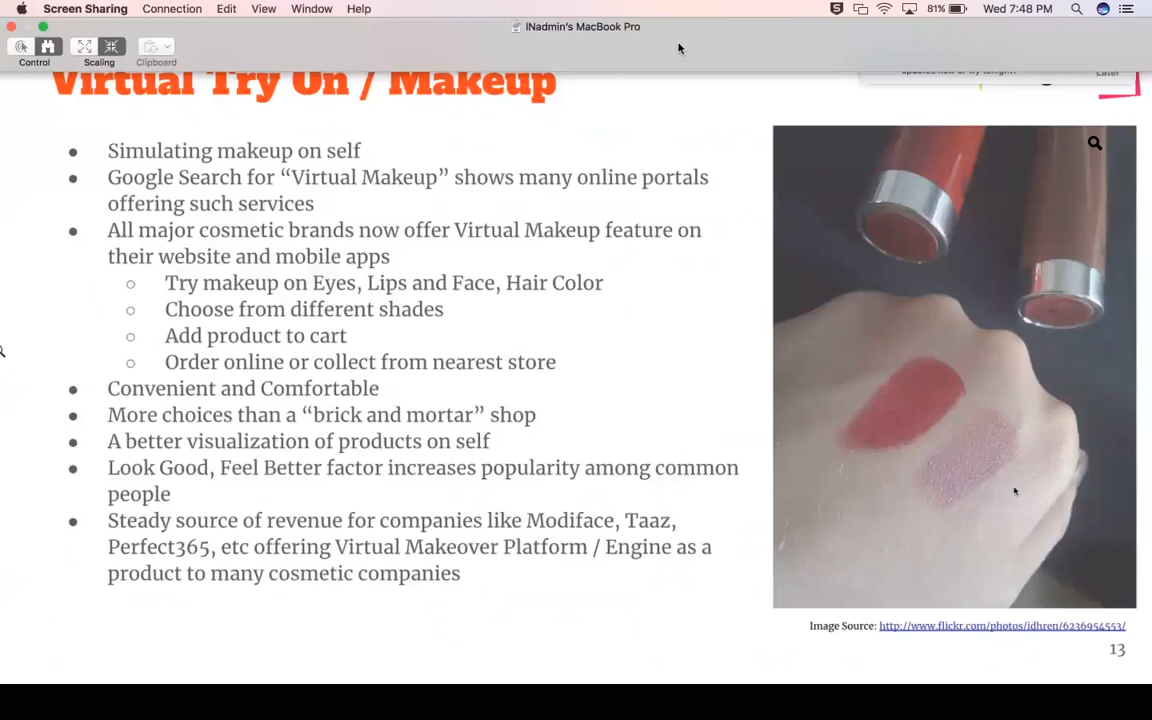 Screen Sharing Connection Edit View Window Help 81% Wed 7:48 PM
INadmin's MacBook Pro
Control Scaling Clipboard
Later
Virtual Try On / Makeup
● Simulating makeup on self
● Google Search for “Virtual Makeup” shows many online portals
offering such services
● All major cosmetic brands now offer Virtual Makeup feature on
their website and mobile apps
○ Try makeup on Eyes, Lips and Face, Hair Color
○ Choose from different shades
○ Add product to cart
○ Order online or collect from nearest store
● Convenient and Comfortable
● More choices than a “brick and mortar” shop
● A better visualization of products on self
● Look Good, Feel Better factor increases popularity among common
people
● Steady source of revenue for companies like Modiface, Taaz,
Perfect365, etc offering Virtual Makeover Platform / Engine as a
product to many cosmetic companies
Image Source: http://www.flickr.com/photos/idhren/6236954553/
13